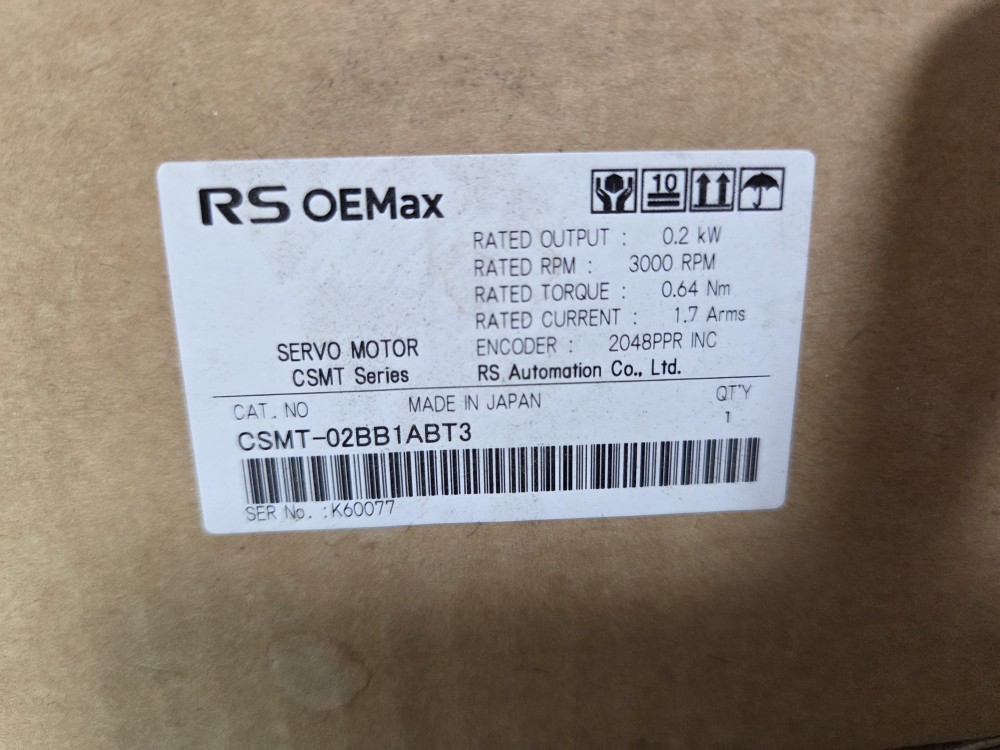 RS OEMax
10
RATED OUTPUT : 0.2 kW
RATED RPM : 3000 RPM
RATED TORQUE : 0.64 Nm
RATED CURRENT : 1.7 Arms
ENCODER : 2048PPR INC
SERVO MOTOR
CSMT Series
RS Automation Co., Ltd.
CAT. NO
MADE IN JAPAN
QT'Y
1
CSMT-02BB1ABT3
SER No. :K60077